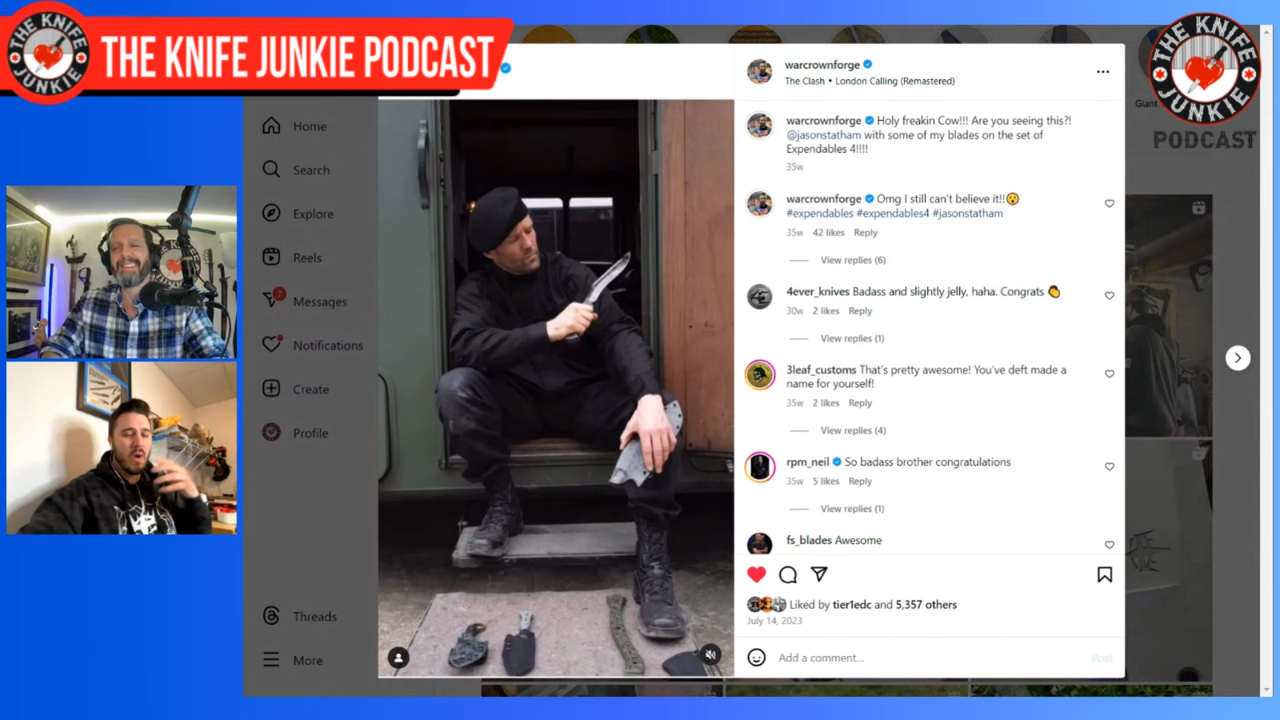 THE KNIFE JUNKIE
THE KNIFE JUNKIE PODCAST
THE KNIFE JUNKIE
PODCAST
Home
Search
Explore
Reels
7
Messages
Notifications
Create
Profile
Threads
More
warcrownforge
The Clash • London Calling (Remastered)
warcrownforge Holy freakin Cow!!! Are you seeing this?!
@jasonstatham with some of my blades on the set of
Expendables 4!!!!
35w
warcrownforge Omg I still can't believe it!!😮
#expendables #expendables4 #jasonstatham
35w 42 likes Reply
View replies (6)
4ever_knives Badass and slightly jelly, haha. Congrats 👏
30w 2 likes Reply
View replies (1)
3leaf_customs That's pretty awesome! You've deft made a
name for yourself!
35w 2 likes Reply
View replies (4)
rpm_neil So badass brother congratulations
35w 5 likes Reply
View replies (1)
fs_blades Awesome
Liked by tier1edc and 5,357 others
July 14, 2023
Add a comment...
Post
Giant